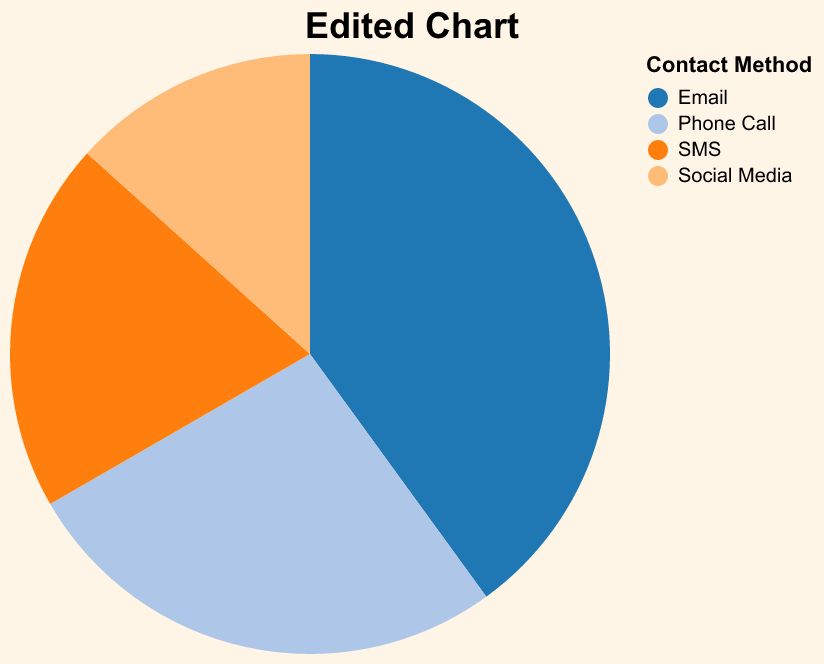 Edited Chart
Contact Method
Email
Phone Call
SMS
Social Media